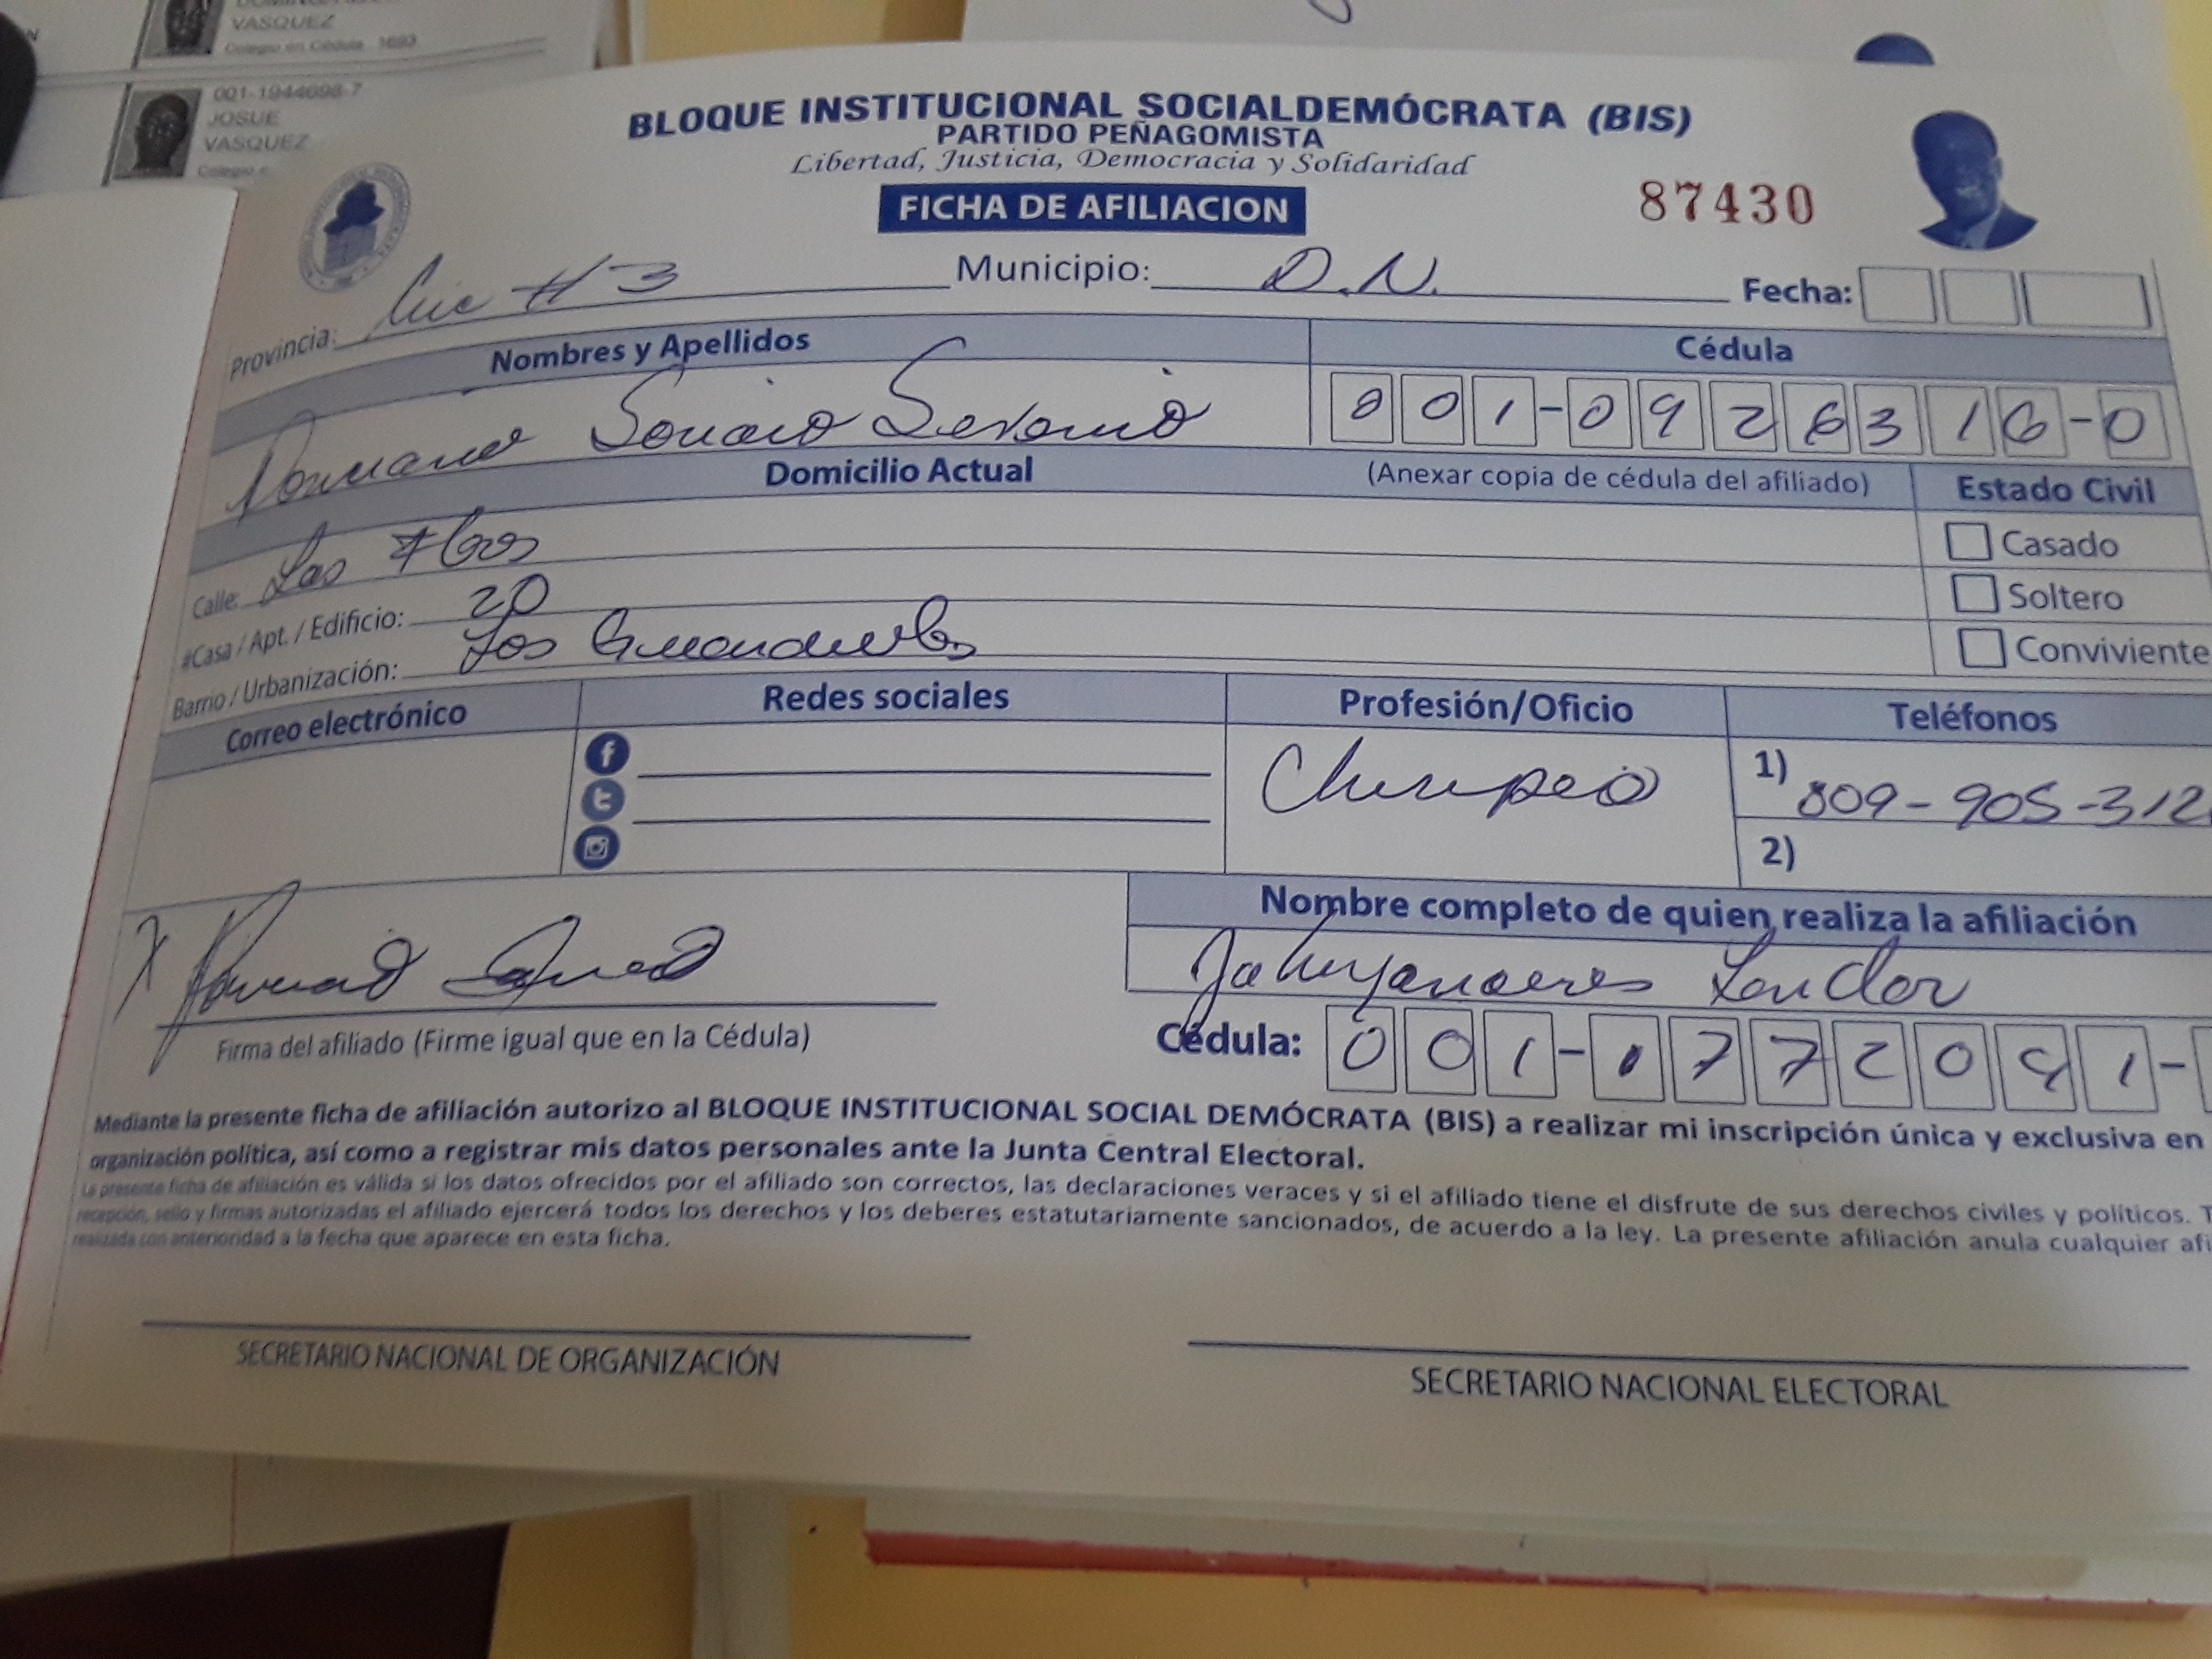 VASQUEZ
Colegio en Cédula 1693
001-1944698-7
JOSUE
VASQUEZ
BLOQUE INSTITUCIONAL SOCIALDEMÓCRATA (BIS)
PARTIDO PEÑAGOMISTA
Libertad, Justicia, Democracia y Solidaridad
FICHA DE AFILIACION
87430
Provincia: Circ # 3 Municipio: D.N. Fecha:
Nombres y Apellidos Cédula
001-0926316-0
Domicilio Actual (Anexar copia de cédula del afiliado) Estado Civil
Calle: Las Flores Casado
#Casa / Apt. / Edificio: 20 Soltero
Barrio / Urbanización: Los Guandules Conviviente
Correo electrónico Redes sociales Profesión/Oficio Teléfonos
Chiripeo 1) 809-905-312
2)
Nombre completo de quien realiza la afiliación
X
Firma del afiliado (Firme igual que en la Cédula) Cédula: 001-1772091-
Mediante la presente ficha de afiliación autorizo al BLOQUE INSTITUCIONAL SOCIAL DEMÓCRATA (BIS) a realizar mi inscripción única y exclusiva en
organización política, así como a registrar mis datos personales ante la Junta Central Electoral.
La presente ficha de afiliación es válida si los datos ofrecidos por el afiliado son correctos, las declaraciones veraces y si el afiliado tiene el disfrute de sus derechos civiles y políticos. T
recepción, sello y firmas autorizadas el afiliado ejercerá todos los derechos y los deberes estatutariamente sancionados, de acuerdo a la ley. La presente afiliación anula cualquier afi
realizada con anterioridad a la fecha que aparece en esta ficha.
SECRETARIO NACIONAL DE ORGANIZACIÓN
SECRETARIO NACIONAL ELECTORAL